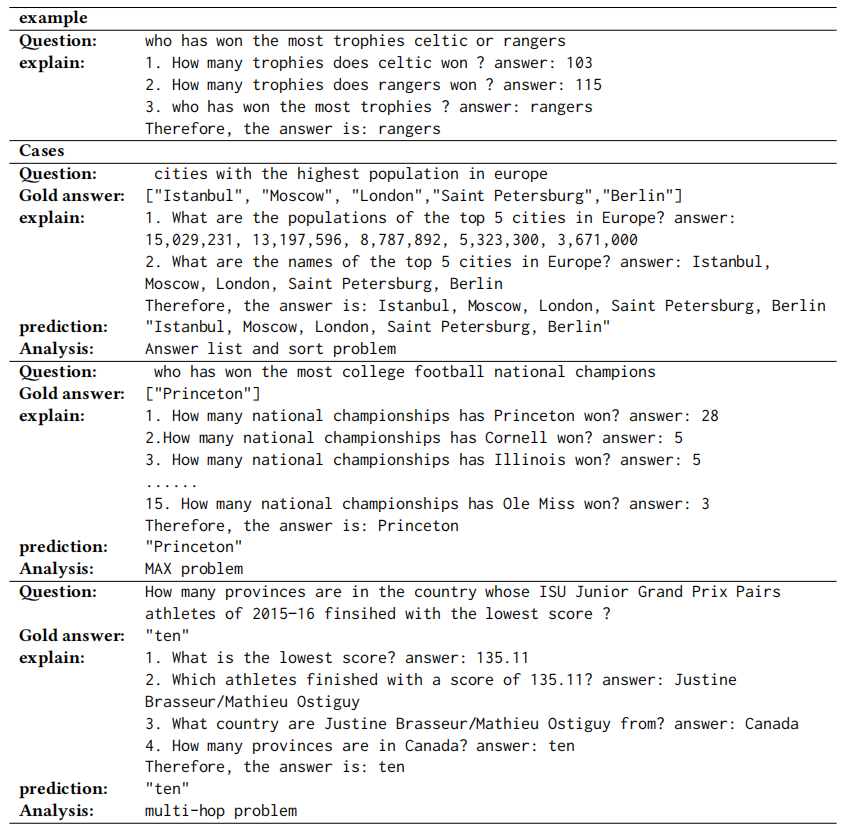 example
Question: who has won the most trophies celtic or rangers
explain: 1. How many trophies does celtic won ? answer: 103
2. How many trophies does rangers won ? answer: 115
3. who has won the most trophies ? answer: rangers
Therefore, the answer is: rangers
Cases
Question: cities with the highest population in europe
Gold answer: ["Istanbul", "Moscow", "London","Saint Petersburg","Berlin"]
explain: 1. What are the populations of the top 5 cities in Europe? answer:
15,029,231, 13,197,596, 8,787,892, 5,323,300, 3,671,000
2. What are the names of the top 5 cities in Europe? answer: Istanbul,
Moscow, London, Saint Petersburg, Berlin
Therefore, the answer is: Istanbul, Moscow, London, Saint Petersburg, Berlin
prediction: "Istanbul, Moscow, London, Saint Petersburg, Berlin"
Analysis: Answer list and sort problem
Question: who has won the most college football national champions
Gold answer: ["Princeton"]
explain: 1. How many national championships has Princeton won? answer: 28
2.How many national championships has Cornell won? answer: 5
3. How many national championships has Illinois won? answer: 5
......
15. How many national championships has Ole Miss won? answer: 3
Therefore, the answer is: Princeton
prediction: "Princeton"
Analysis: MAX problem
Question: How many provinces are in the country whose ISU Junior Grand Prix Pairs
athletes of 2015-16 finsihed with the lowest score ?
Gold answer: "ten"
explain: 1. What is the lowest score? answer: 135.11
2. Which athletes finished with a score of 135.11? answer: Justine
Brasseur/Mathieu Ostiguy
3. What country are Justine Brasseur/Mathieu Ostiguy from? answer: Canada
4. How many provinces are in Canada? answer: ten
Therefore, the answer is: ten
prediction: "ten"
Analysis: multi-hop problem